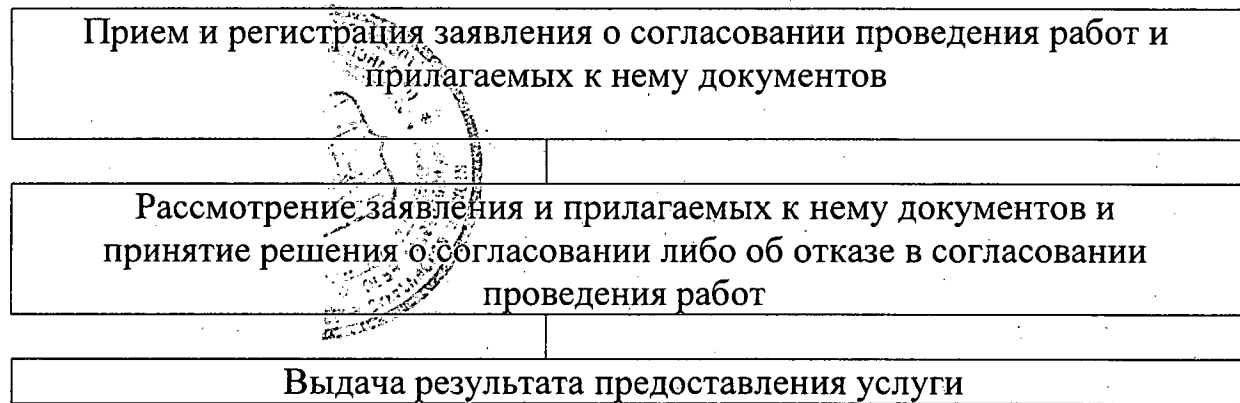 Прием и регистрация заявления о согласовании проведения работ и
прилагаемых к нему документов
Рассмотрение заявления и прилагаемых к нему документов и
принятие решения о согласовании либо об отказе в согласовании
проведения работ
Выдача результата предоставления услуги